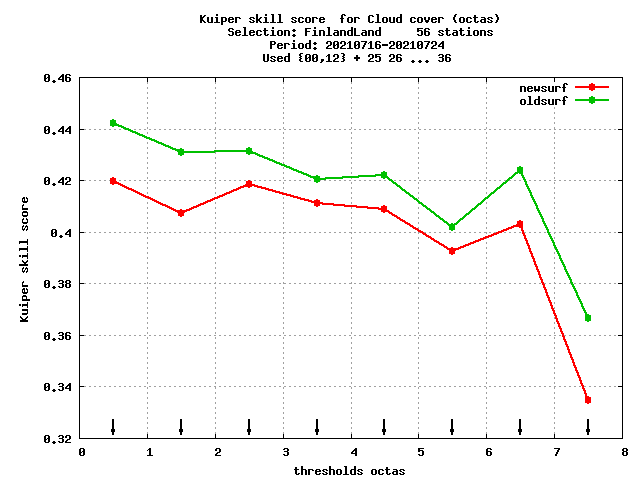 Kuiper skill score  for Cloud cover (octas)
Selection: FinlandLand     56 stations
Period: 20210716-20210724
Used {00,12} + 25 26 ... 36
newsurf
oldsurf
Kuiper skill score
0.46
0.44
0.42
0.4
0.38
0.36
0.34
0.32
0 1 2 3 4 5 6 7 8
thresholds octas